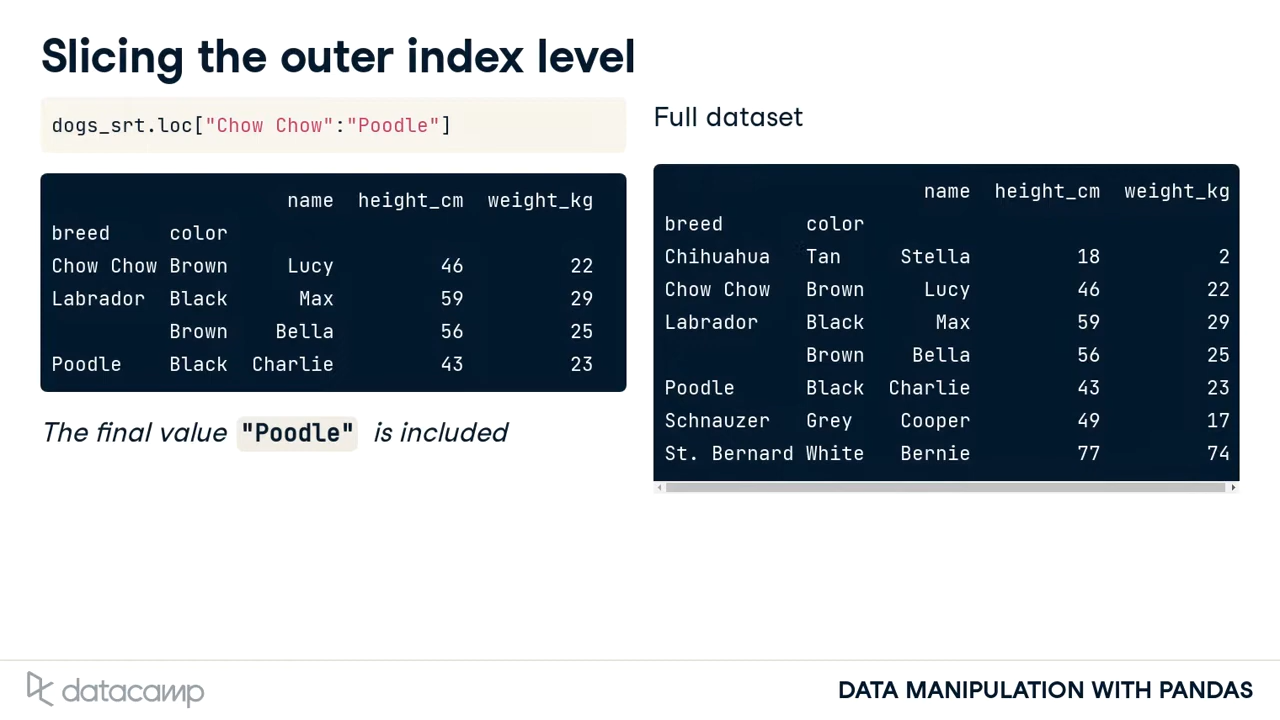 Slicing the outer index level
dogs_srt.loc["Chow Chow":"Poodle"]
name height_cm weight_kg
breed color
Chow Chow Brown Lucy 46 22
Labrador Black Max 59 29
Brown Bella 56 25
Poodle Black Charlie 43 23
The final value "Poodle" is included
Full dataset
name height_cm weight_kg
breed color
Chihuahua Tan Stella 18 2
Chow Chow Brown Lucy 46 22
Labrador Black Max 59 29
Brown Bella 56 25
Poodle Black Charlie 43 23
Schnauzer Grey Cooper 49 17
St. Bernard White Bernie 77 74
datacamp
DATA MANIPULATION WITH PANDAS